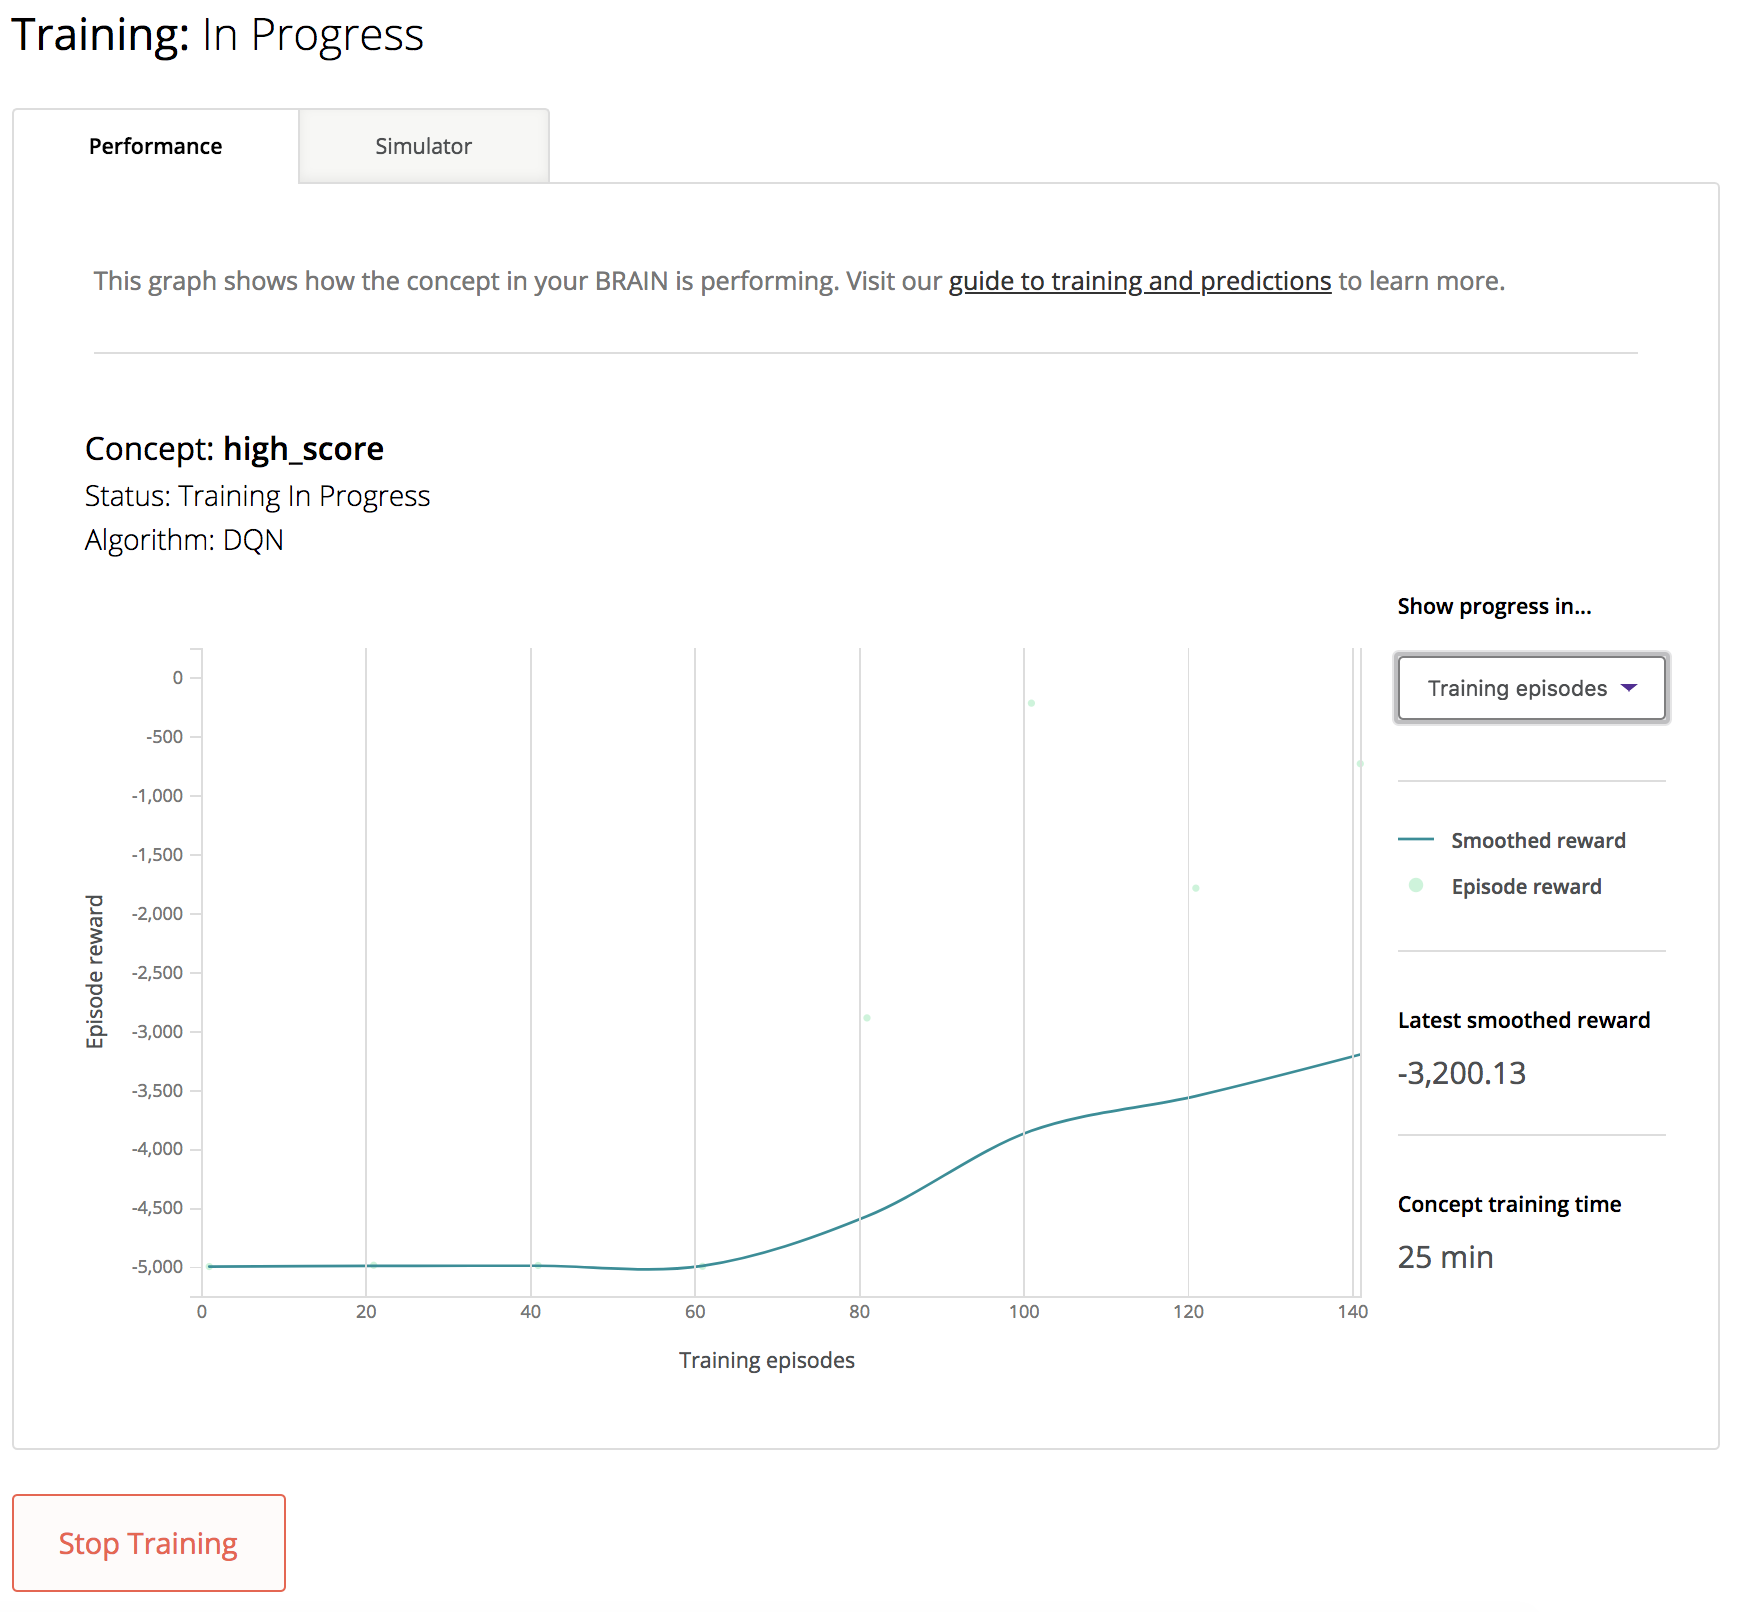 Training: In Progress
Performance
Simulator
This graph shows how the concept in your BRAIN is performing. Visit our guide to training and predictions to learn more.
Concept: high_score
Status: Training In Progress
Algorithm: DQN
Show progress in...
Training episodes
Smoothed reward
Episode reward
Latest smoothed reward
-3,200.13
Concept training time
25 min
Episode reward
0
-500
-1,000
-1,500
-2,000
-2,500
-3,000
-3,500
-4,000
-4,500
-5,000
0 20 40 60 80 100 120 140
Training episodes
Stop Training